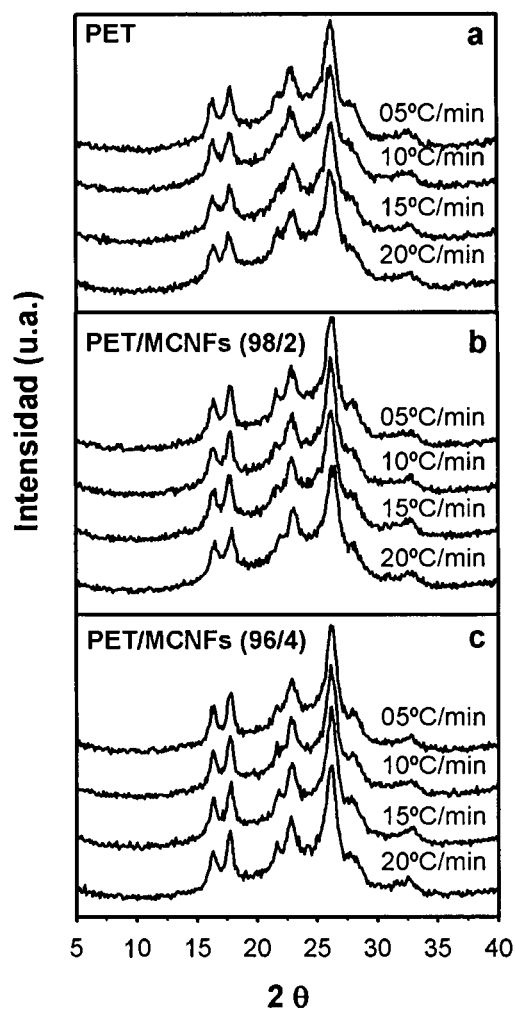 PET a
05ºC/min
10ºC/min
15ºC/min
20ºC/min
PET/MCNFs (98/2) b
05ºC/min
10ºC/min
15ºC/min
20ºC/min
PET/MCNFs (96/4) c
05ºC/min
10ºC/min
15ºC/min
20ºC/min
Intensidad (u.a.)
5 10 15 20 25 30 35 40
2 θ